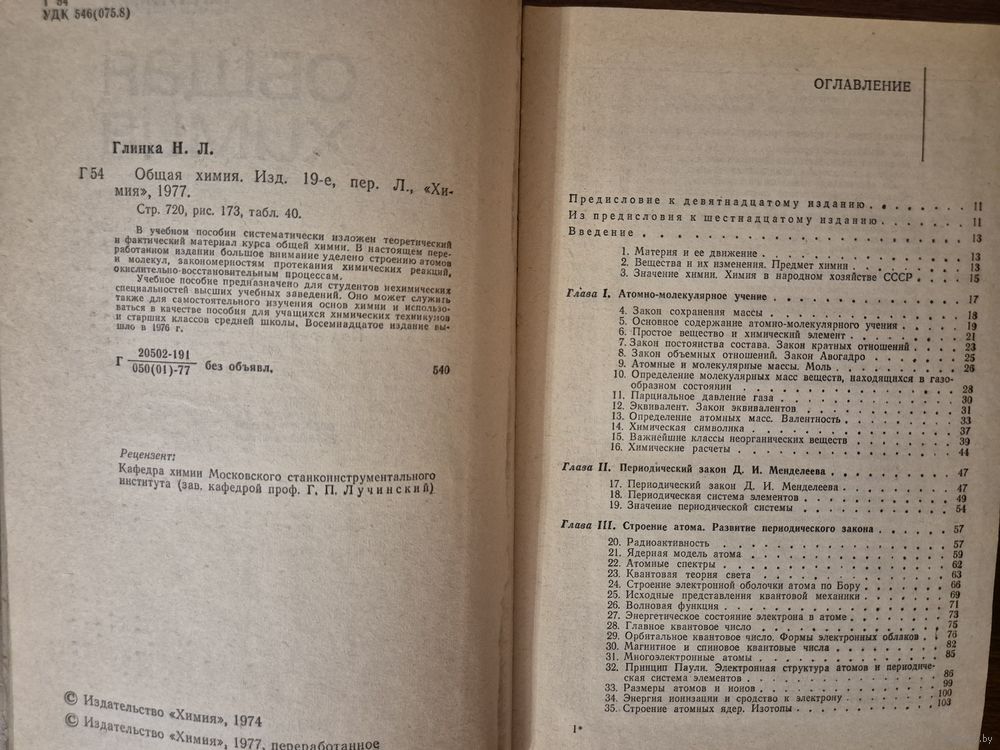 УДК 546(075.8)
Глинка Н. Л.
Г54 Общая химия. Изд. 19-е, пер. Л., «Хи-
мия», 1977.
Стр. 720, рис. 173, табл. 40.
В учебном пособии систематически изложен теоретический
и фактический материал курса общей химии. В настоящем пере-
работанном издании большое внимание уделено строению атомов
и молекул, закономерностям протекания химических реакций,
окислительно-восстановительным процессам.
Учебное пособие предназначено для студентов нехимических
специальностей высших учебных заведений. Оно может служить
также для самостоятельного изучения основ химии и использо-
ваться в качестве пособия для учащихся химических техникумов
и старших классов средней школы. Восемнадцатое издание вы-
шло в 1976 г.
Г 20502-191
050(01)-77 без объявл. 540
Рецензент:
Кафедра химии Московского станкоинструментального
института (зав. кафедрой проф. Г. П. Лучинский)
© Издательство «Химия», 1974
© Издательство «Химия», 1977, переработанное
ОГЛАВЛЕНИЕ
Предисловие к девятнадцатому изданию . . . . . . . . 11
Из предисловия к шестнадцатому изданию . . . . . . . 11
Введение . . . . . . . . . . . . . . . . . . . . 13
1. Материя и ее движение . . . . . . . . . . . . . . 13
2. Вещества и их изменения. Предмет химии . . . . . . . 13
3. Значение химии. Химия в народном хозяйстве СССР . . . . 15
Глава I. Атомно-молекулярное учение . . . . . . . . . . . 17
4. Закон сохранения массы . . . . . . . . . . . . . 18
5. Основное содержание атомно-молекулярного учения . . . . 19
6. Простое вещество и химический элемент . . . . . . . 21
7. Закон постоянства состава. Закон кратных отношений . . . 23
8. Закон объемных отношений. Закон Авогадро . . . . . . 25
9. Атомные и молекулярные массы. Моль . . . . . . . . 26
10. Определение молекулярных масс веществ, находящихся в газо-
образном состоянии . . . . . . . . . . . . . . . 28
11. Парциальное давление газа . . . . . . . . . . . . 30
12. Эквивалент. Закон эквивалентов . . . . . . . . . . 31
13. Определение атомных масс. Валентность . . . . . . . 33
14. Химическая символика . . . . . . . . . . . . . . 37
15. Важнейшие классы неорганических веществ . . . . . . 39
16. Химические расчеты . . . . . . . . . . . . . . . 44
Глава II. Периодический закон Д. И. Менделеева . . . . . . . 47
17. Периодический закон Д. И. Менделеева . . . . . . . . 47
18. Периодическая система элементов . . . . . . . . . . 49
19. Значение периодической системы . . . . . . . . . . 54
Глава III. Строение атома. Развитие периодического закона . . . . 57
20. Радиоактивность . . . . . . . . . . . . . . . . 57
21. Ядерная модель атома . . . . . . . . . . . . . . 59
22. Атомные спектры . . . . . . . . . . . . . . . . 62
23. Квантовая теория света . . . . . . . . . . . . . 63
24. Строение электронной оболочки атома по Бору . . . . . . 66
25. Исходные представления квантовой механики . . . . . . 69
26. Волновая функция . . . . . . . . . . . . . . . . 71
27. Энергетическое состояние электрона в атоме . . . . . . 73
28. Главное квантовое число . . . . . . . . . . . . . 75
29. Орбитальное квантовое число. Формы электронных облаков . . 76
30. Магнитное и спиновое квантовые числа . . . . . . . . 82
31. Многоэлектронные атомы . . . . . . . . . . . . . 85
32. Принцип Паули. Электронная структура атомов и периодиче-
ская система элементов . . . . . . . . . . . . . . 86
33. Размеры атомов и ионов . . . . . . . . . . . . . 99
34. Энергия ионизации и сродство к электрону . . . . . . . 100
35. Строение атомных ядер. Изотопы . . . . . . . . . . 103
1*